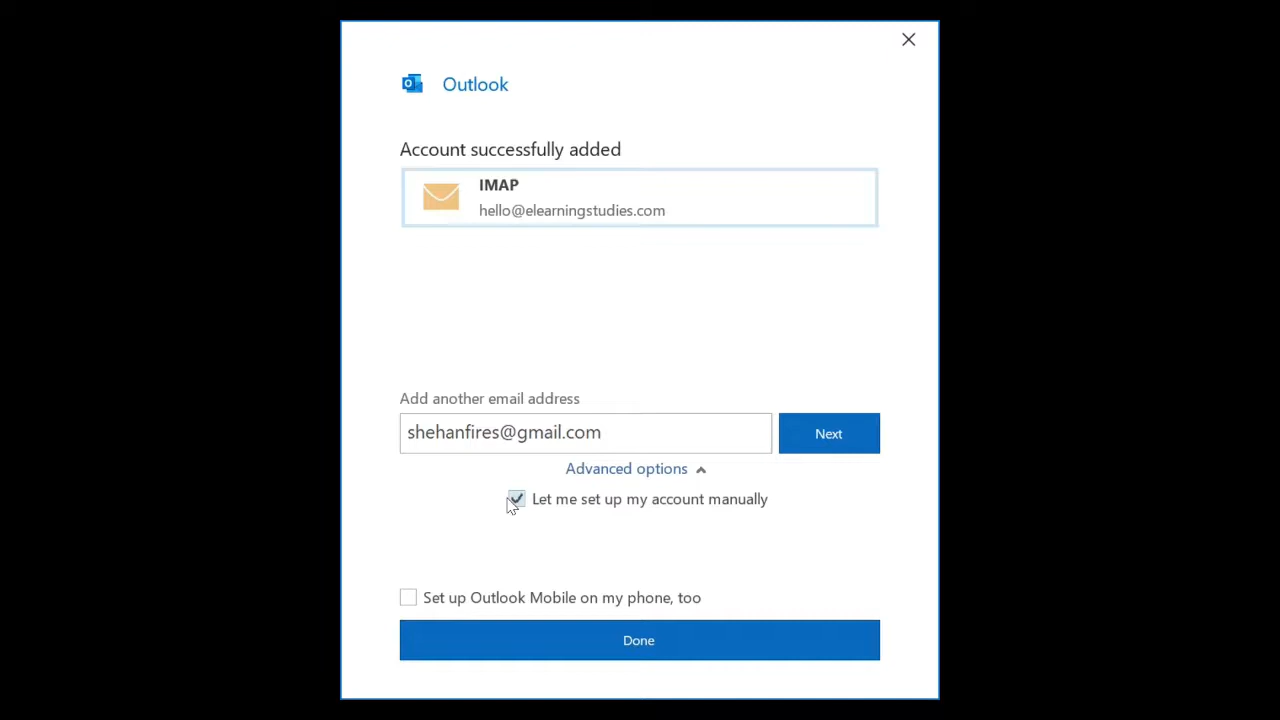 Outlook
Account successfully added
IMAP
hello@elearningstudies.com
Add another email address
shehanfires@gmail.com
Next
Advanced options
Let me set up my account manually
Set up Outlook Mobile on my phone, too
Done